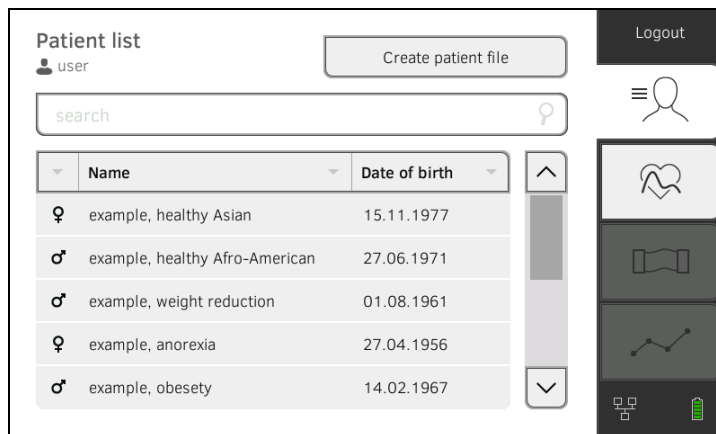 Patient list
user
Create patient file
Logout
search
Name Date of birth
example, healthy Asian 15.11.1977
example, healthy Afro-American 27.06.1971
example, weight reduction 01.08.1961
example, anorexia 27.04.1956
example, obesety 14.02.1967